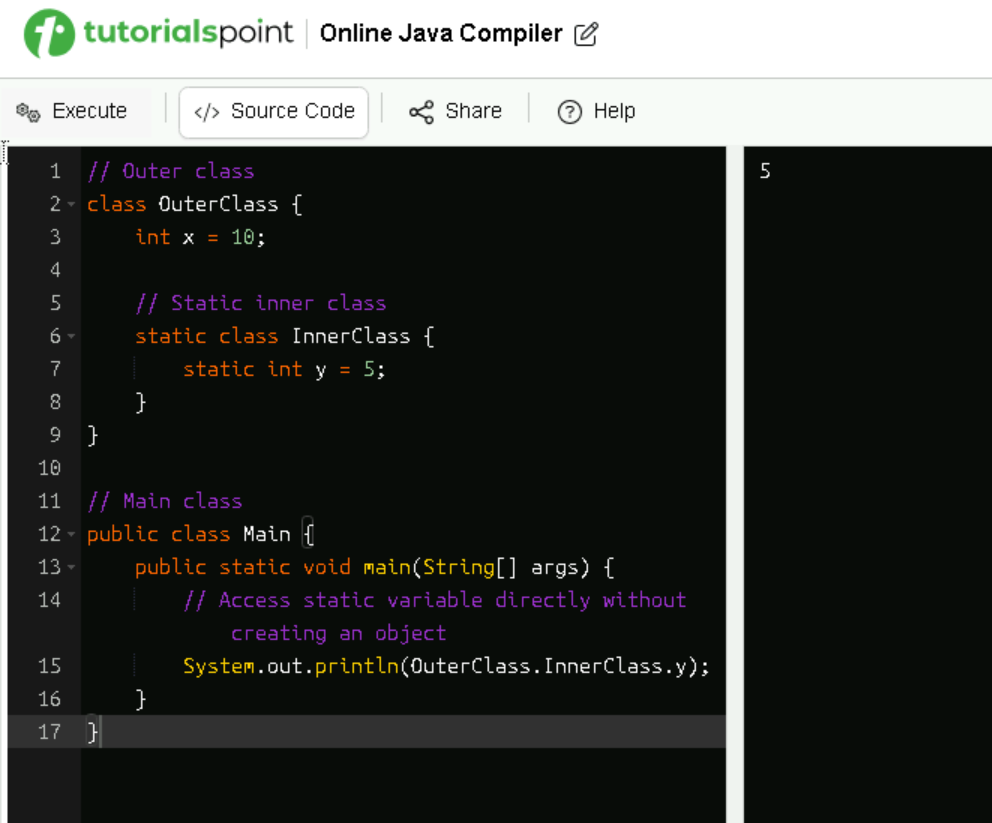 tutorialspoint Online Java Compiler
Execute </> Source Code Share ? Help
1 // Outer class
2 class OuterClass {
3     int x = 10;
4
5     // Static inner class
6     static class InnerClass {
7         static int y = 5;
8     }
9 }
10
11 // Main class
12 public class Main {
13     public static void main(String[] args) {
14         // Access static variable directly without
            creating an object
15         System.out.println(OuterClass.InnerClass.y);
16     }
17 }
5